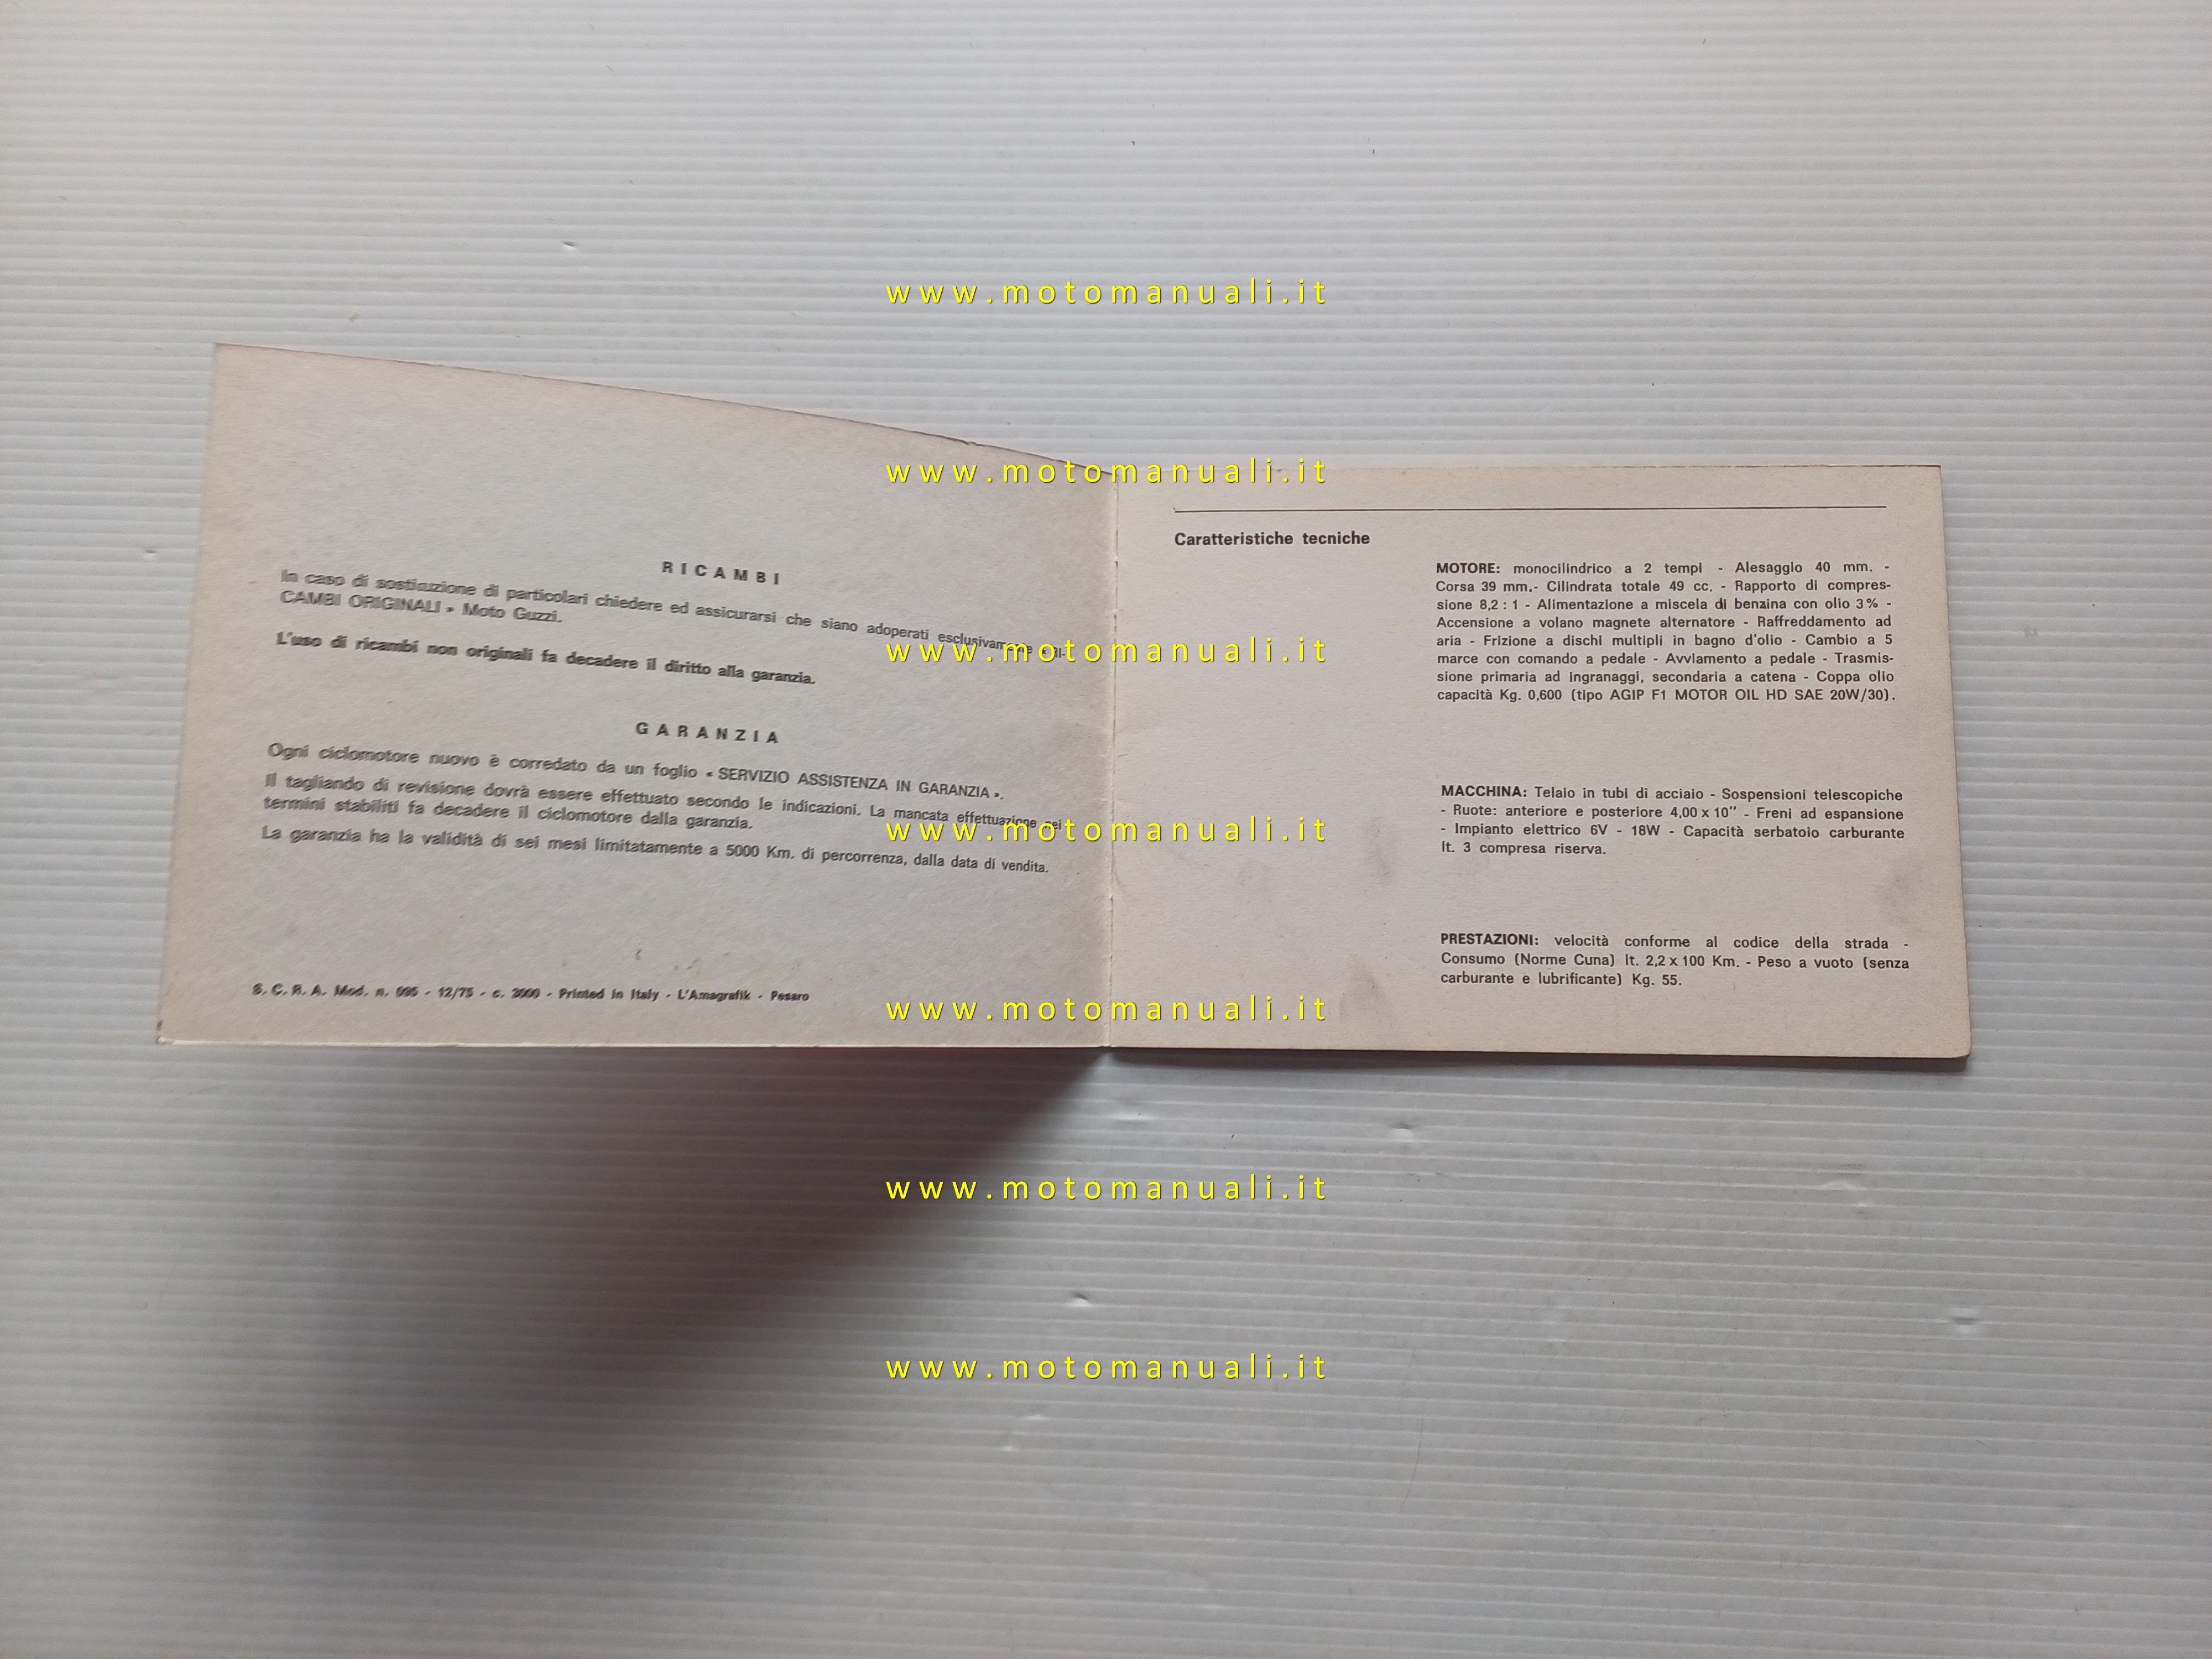 www.motomanuali.it
www.motomanuali.it
RICAMBI
In caso di sostituzione di particolari chiedere ed assicurarsi che siano adoperati esclusivamente « RI-
CAMBI ORIGINALI » Moto Guzzi.
www.motomanuali.it
L'uso di ricambi non originali fa decadere il diritto alla garanzia.
GARANZIA
Ogni ciclomotore nuovo è corredato da un foglio « SERVIZIO ASSISTENZA IN GARANZIA ».
Il tagliando di revisione dovrà essere effettuato secondo le indicazioni. La mancata effettuazione nei
termini stabiliti fa decadere il ciclomotore dalla garanzia.
www.motomanuali.it
La garanzia ha la validità di sei mesi limitatamente a 5000 Km. di percorrenza, dalla data di vendita.
S. C. R. A. Mod. n. - 12/75 - c. 3000 - Printed in Italy - L'Amagrafik - Pesaro
www.motomanuali.it
Caratteristiche tecniche
MOTORE: monocilindrico a 2 tempi - Alesaggio 40 mm. -
Corsa 39 mm.- Cilindrata totale 49 cc. - Rapporto di compres-
sione 8,2 : 1 - Alimentazione a miscela di benzina con olio 3% -
Accensione a volano magnete alternatore - Raffreddamento ad
aria - Frizione a dischi multipli in bagno d'olio - Cambio a 5
marce con comando a pedale - Avviamento a pedale - Trasmis-
sione primaria ad ingranaggi, secondaria a catena - Coppa olio
capacità Kg. 0,600 (tipo AGIP F1 MOTOR OIL HD SAE 20W/30).
MACCHINA: Telaio in tubi di acciaio - Sospensioni telescopiche
- Ruote: anteriore e posteriore 4,00 x 10" - Freni ad espansione
- Impianto elettrico 6V - 18W - Capacità serbatoio carburante
lt. 3 compresa riserva.
PRESTAZIONI: velocità conforme al codice della strada -
Consumo (Norme Cuna) lt. 2,2 x 100 Km. - Peso a vuoto (senza
carburante e lubrificante) Kg. 55.
www.motomanuali.it
www.motomanuali.it